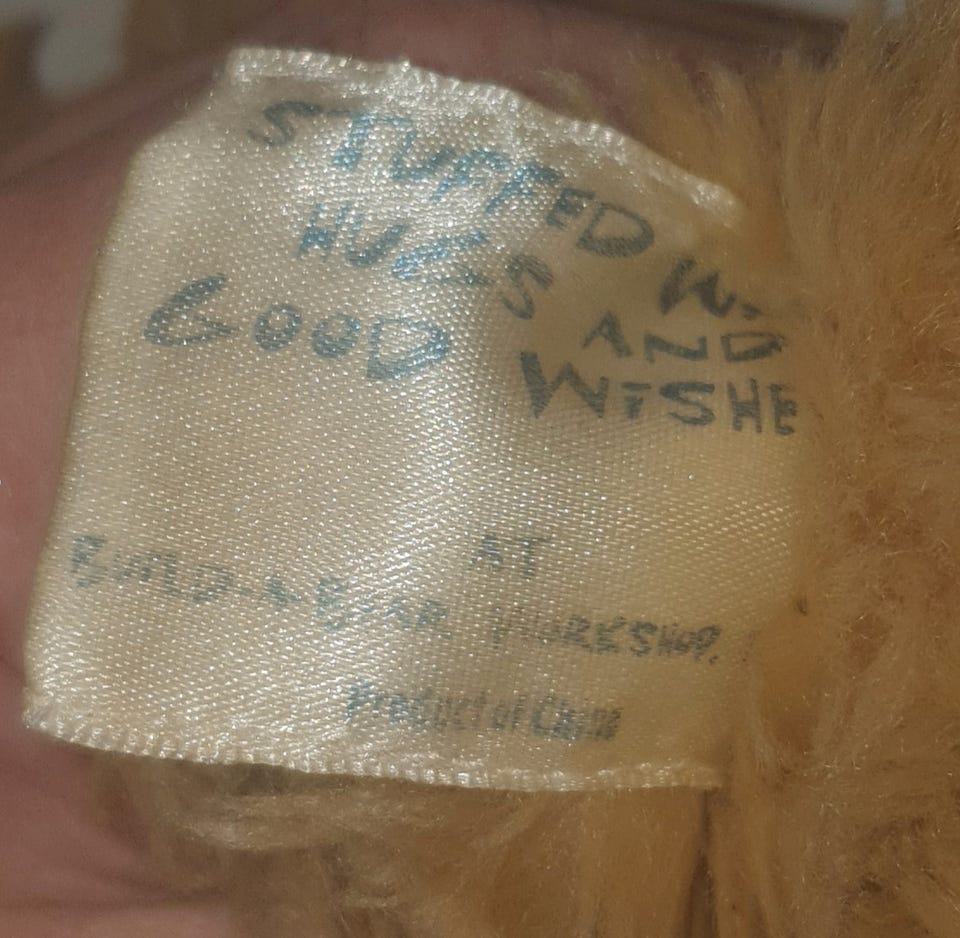 STUFFED W
HUGS AND
GOOD WISHE
AT
BUILD-A-BEAR WORKSHOP.
Product of China